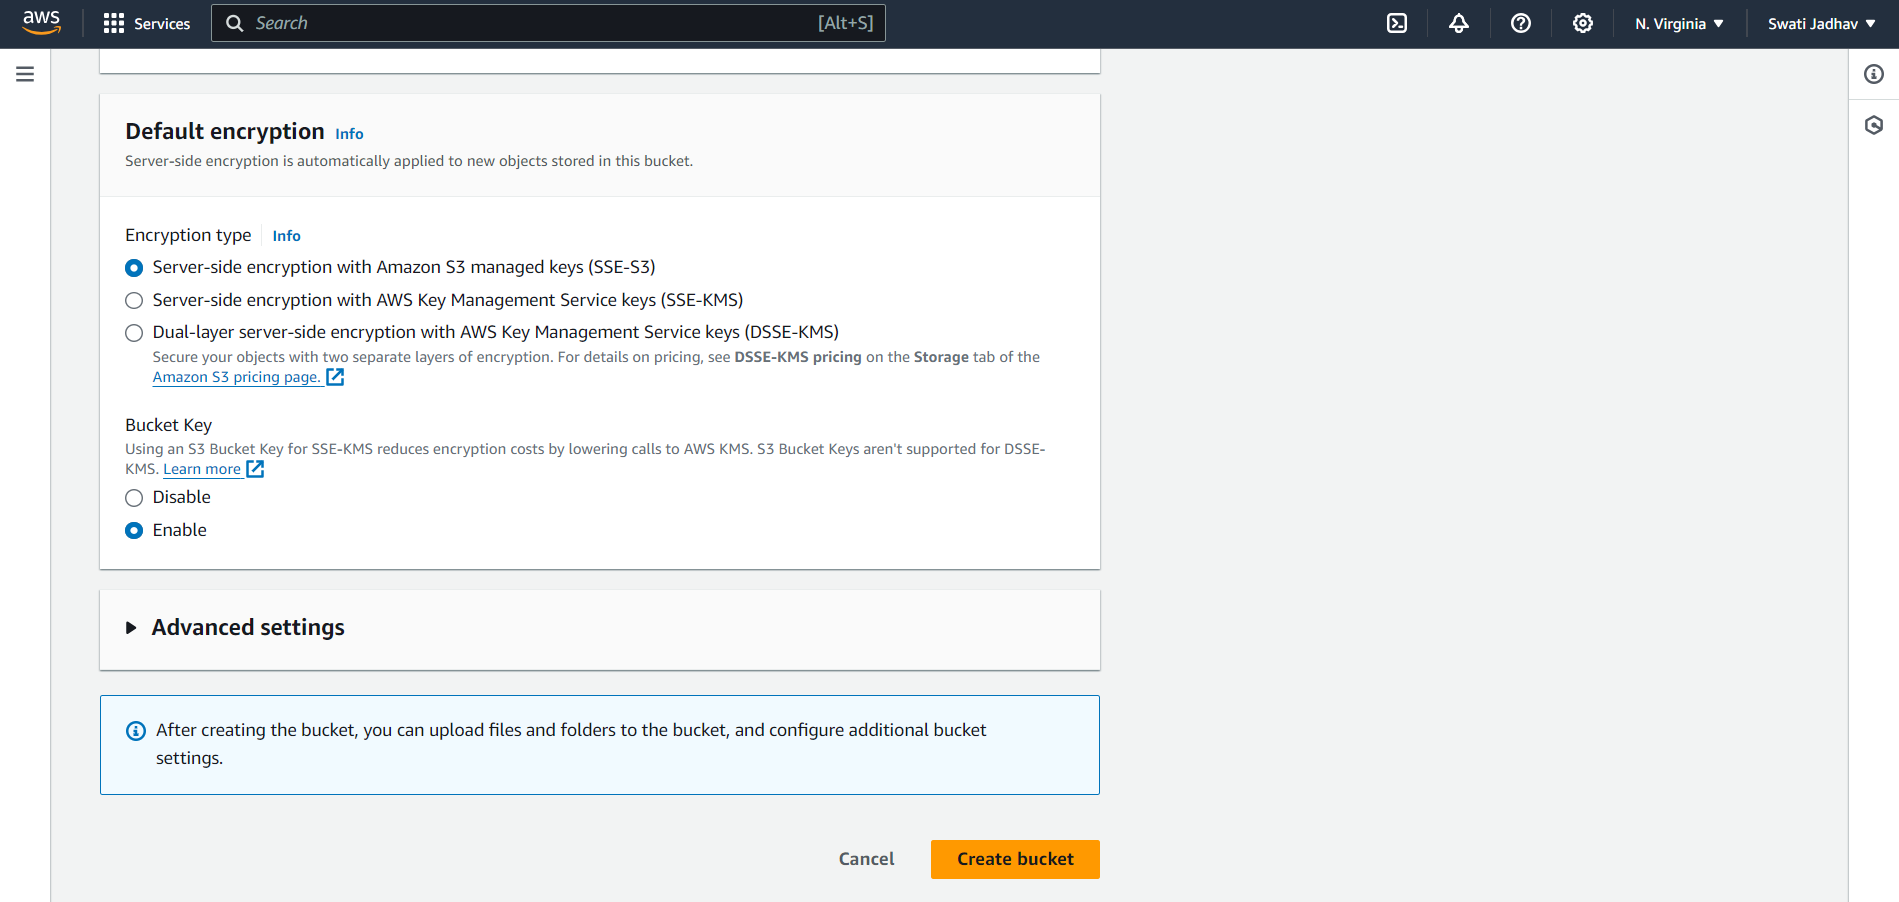 aws
Services
Search
[Alt+S]
N. Virginia
Swati Jadhav
Default encryption Info
Server-side encryption is automatically applied to new objects stored in this bucket.
Encryption type Info
Server-side encryption with Amazon S3 managed keys (SSE-S3)
Server-side encryption with AWS Key Management Service keys (SSE-KMS)
Dual-layer server-side encryption with AWS Key Management Service keys (DSSE-KMS)
Secure your objects with two separate layers of encryption. For details on pricing, see DSSE-KMS pricing on the Storage tab of the
Amazon S3 pricing page.
Bucket Key
Using an S3 Bucket Key for SSE-KMS reduces encryption costs by lowering calls to AWS KMS. S3 Bucket Keys aren't supported for DSSE-
KMS. Learn more
Disable
Enable
Advanced settings
After creating the bucket, you can upload files and folders to the bucket, and configure additional bucket
settings.
Cancel
Create bucket